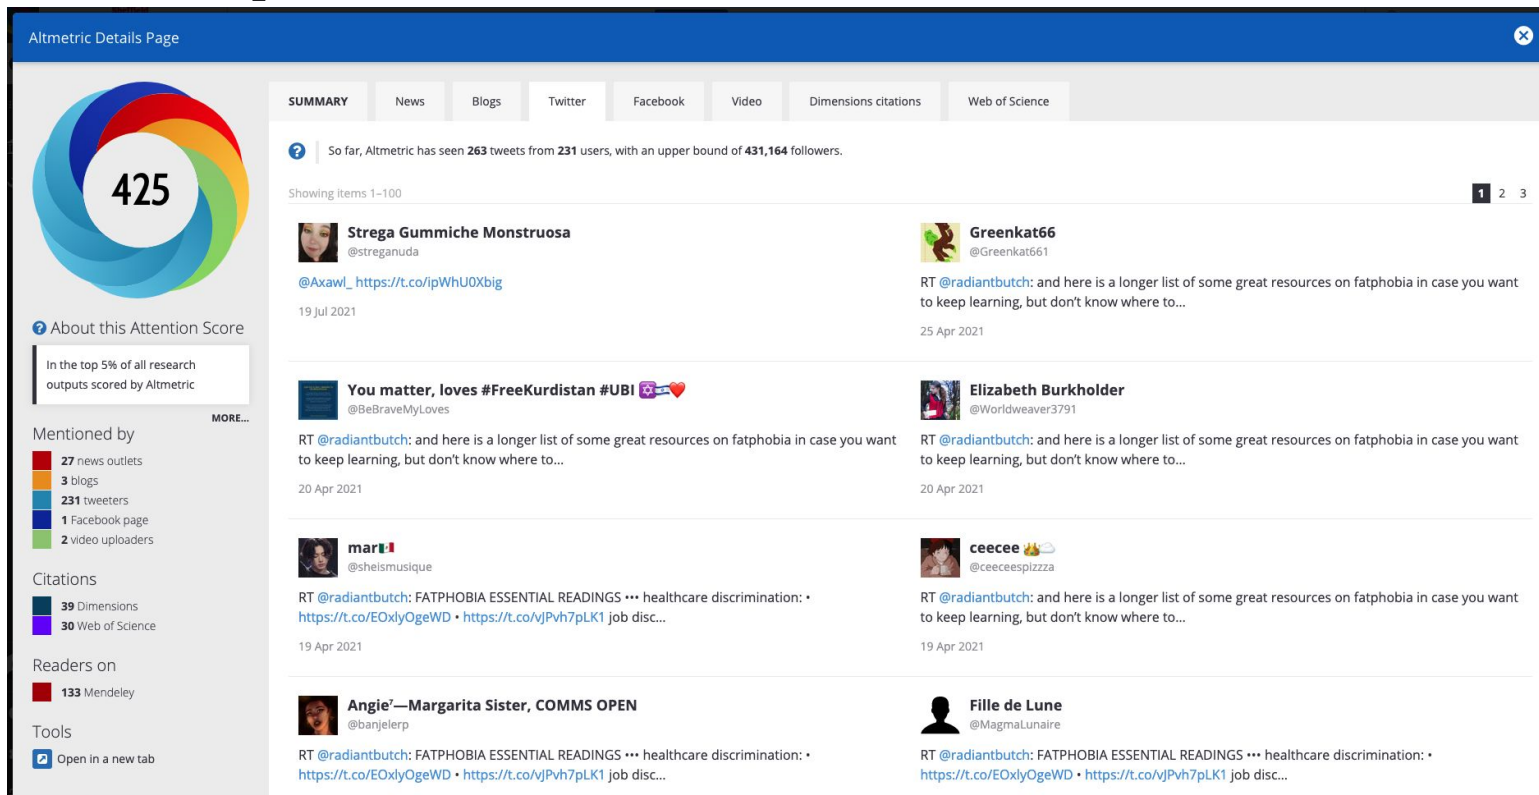 Altmetric Details Page
425
About this Attention Score
In the top 5% of all research
outputs scored by Altmetric
MORE...
Mentioned by
27 news outlets
3 blogs
231 tweeters
1 Facebook page
2 video uploaders
Citations
39 Dimensions
30 Web of Science
Readers on
133 Mendeley
Tools
Open in a new tab
SUMMARY News Blogs Twitter Facebook Video Dimensions citations Web of Science
So far, Altmetric has seen 263 tweets from 231 users, with an upper bound of 431,164 followers.
Showing items 1–100
1 2 3
Strega Gummiche Monstruosa
@streganuda
@Axawl_ https://t.co/ipWhU0Xbig
19 Jul 2021
Greenkat66
@Greenkat661
RT @radiantbutch: and here is a longer list of some great resources on fatphobia in case you want
to keep learning, but don’t know where to…
25 Apr 2021
You matter, loves #FreeKurdistan #UBI ✡️🇮🇱❤️
@BeBraveMyLoves
RT @radiantbutch: and here is a longer list of some great resources on fatphobia in case you want
to keep learning, but don’t know where to…
20 Apr 2021
Elizabeth Burkholder
@Worldweaver3791
RT @radiantbutch: and here is a longer list of some great resources on fatphobia in case you want
to keep learning, but don’t know where to…
20 Apr 2021
mar🇲🇽
@sheismusique
RT @radiantbutch: FATPHOBIA ESSENTIAL READINGS ••• healthcare discrimination: •
https://t.co/EOxlyOgeWD • https://t.co/vJPvh7pLK1 job disc…
19 Apr 2021
ceecee 👑☁️
@ceeceespizzza
RT @radiantbutch: and here is a longer list of some great resources on fatphobia in case you want
to keep learning, but don’t know where to…
19 Apr 2021
Angie⁷—Margarita Sister, COMMS OPEN
@banjelerp
RT @radiantbutch: FATPHOBIA ESSENTIAL READINGS ••• healthcare discrimination: •
https://t.co/EOxlyOgeWD • https://t.co/vJPvh7pLK1 job disc…
Fille de Lune
@MagmaLunaire
RT @radiantbutch: FATPHOBIA ESSENTIAL READINGS ••• healthcare discrimination: •
https://t.co/EOxlyOgeWD • https://t.co/vJPvh7pLK1 job disc…